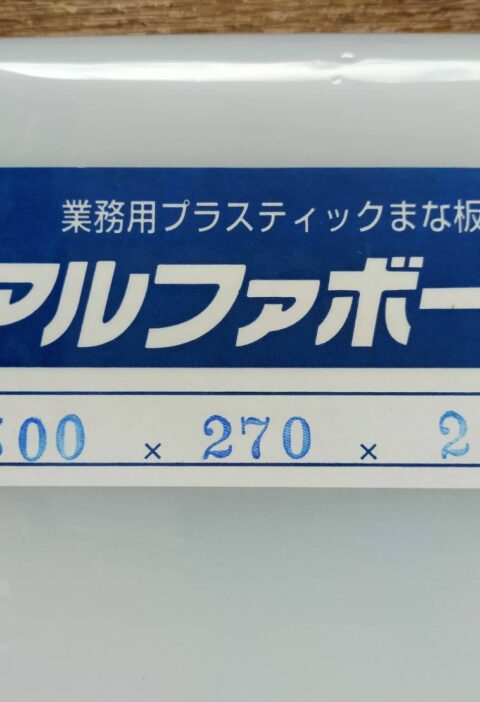 業務用プラスティックまな板
アルファボー
00 × 270 × 2